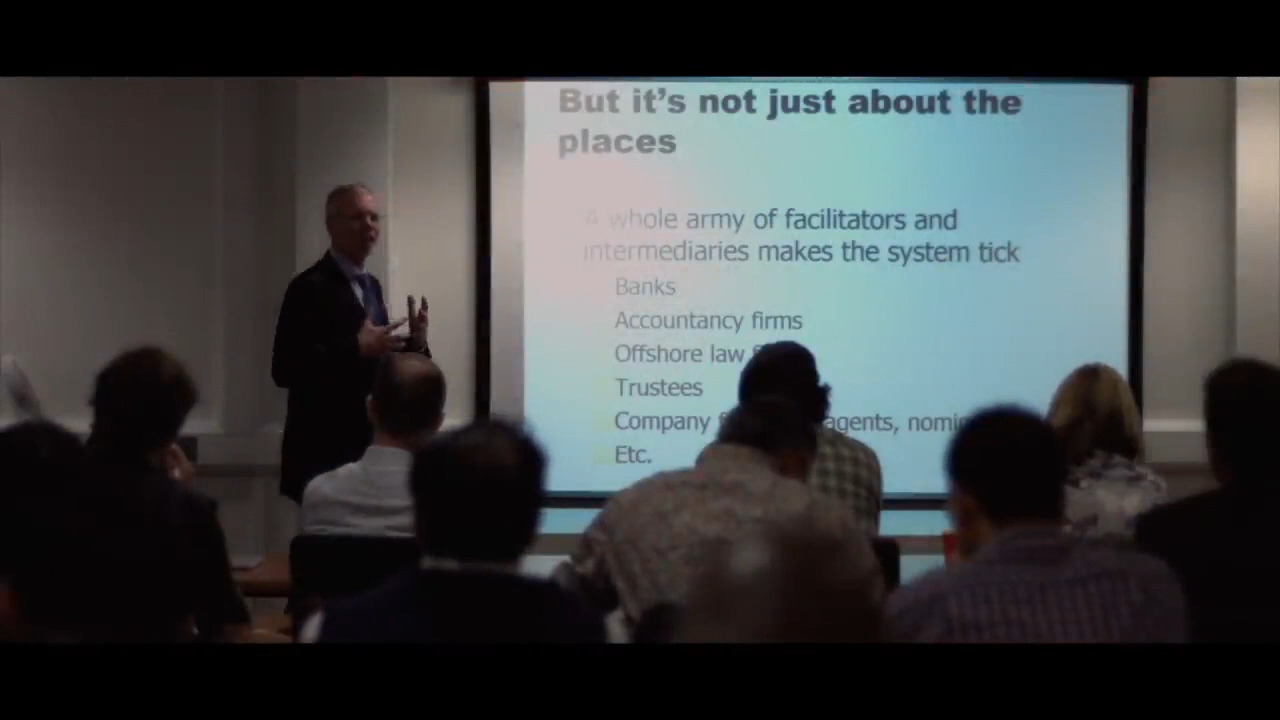 But it's not just about the
places
A whole army of facilitators and
intermediaries makes the system tick
Banks
Accountancy firms
Offshore law
Trustees
Company agents,
Etc.